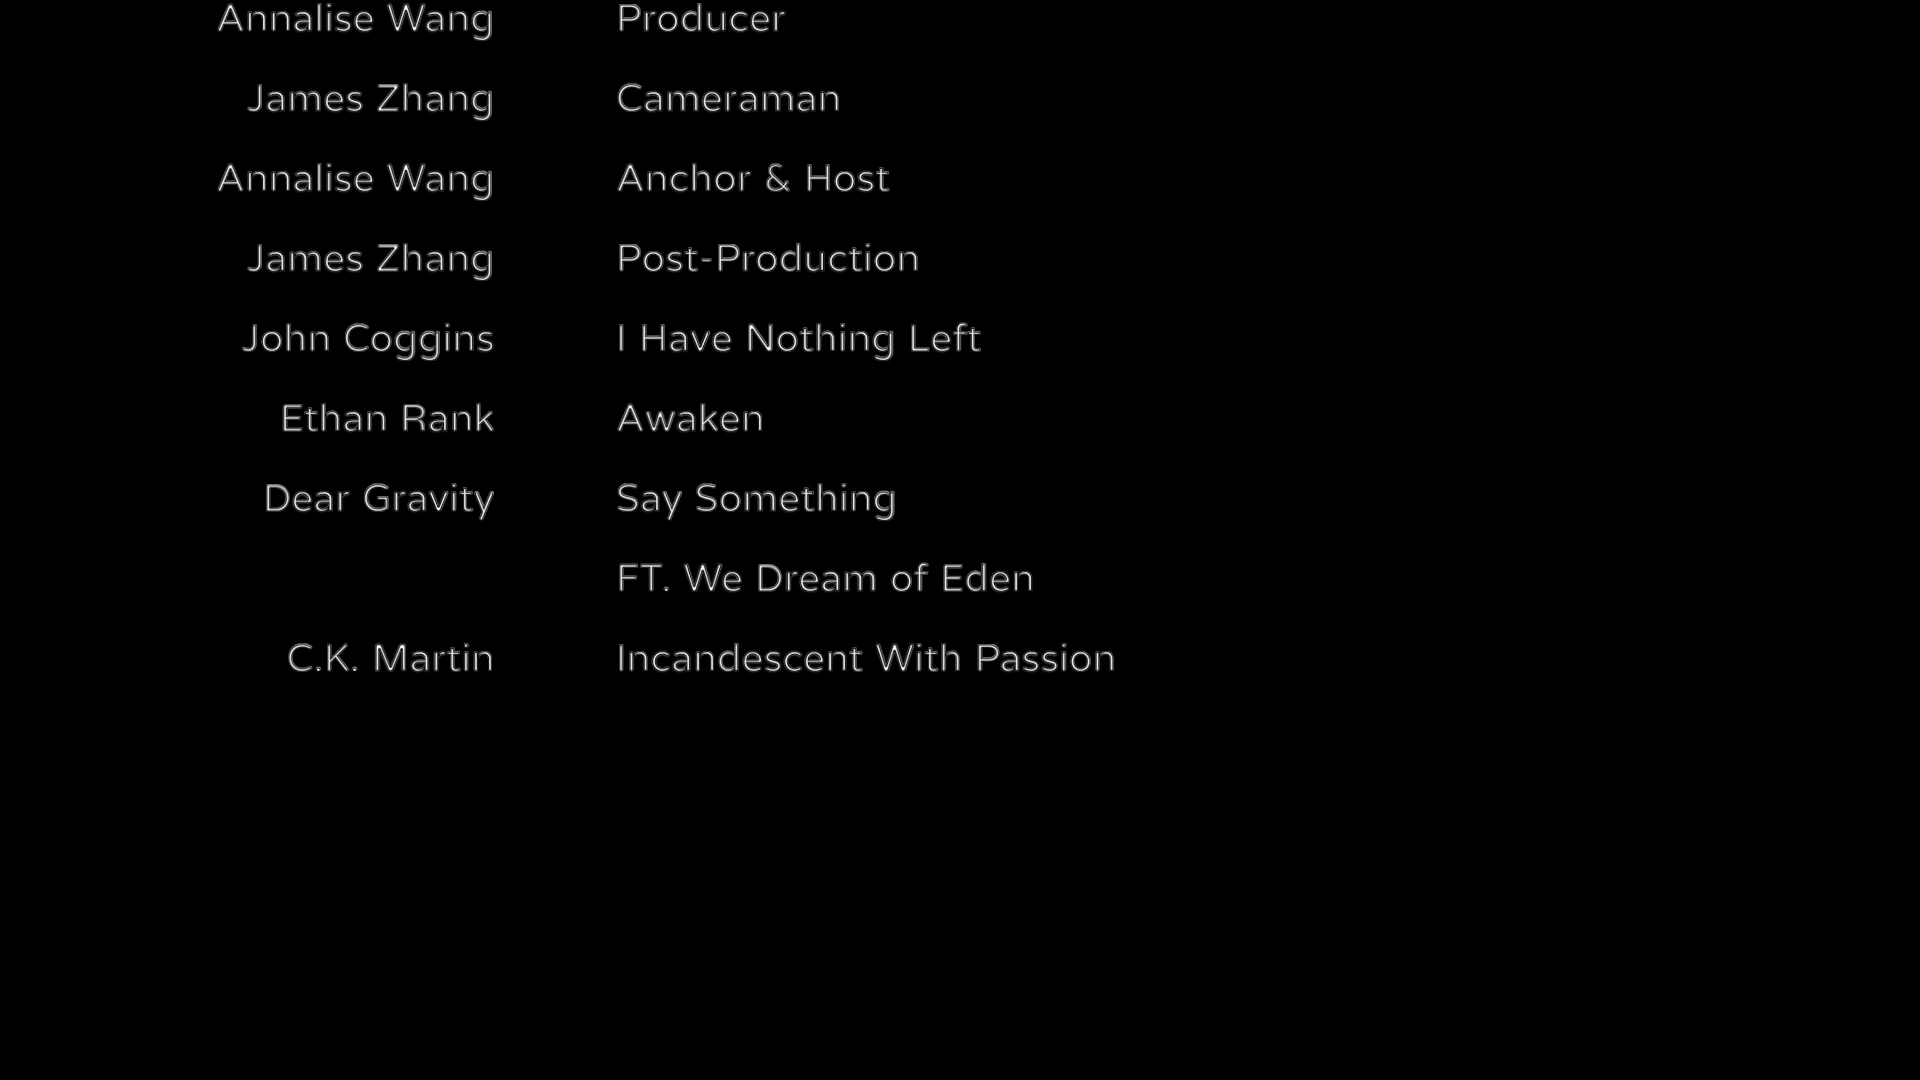 Annalise Wang Producer
James Zhang Cameraman
Annalise Wang Anchor & Host
James Zhang Post-Production
John Coggins I Have Nothing Left
Ethan Rank Awaken
Dear Gravity Say Something
FT. We Dream of Eden
C.K. Martin Incandescent With Passion